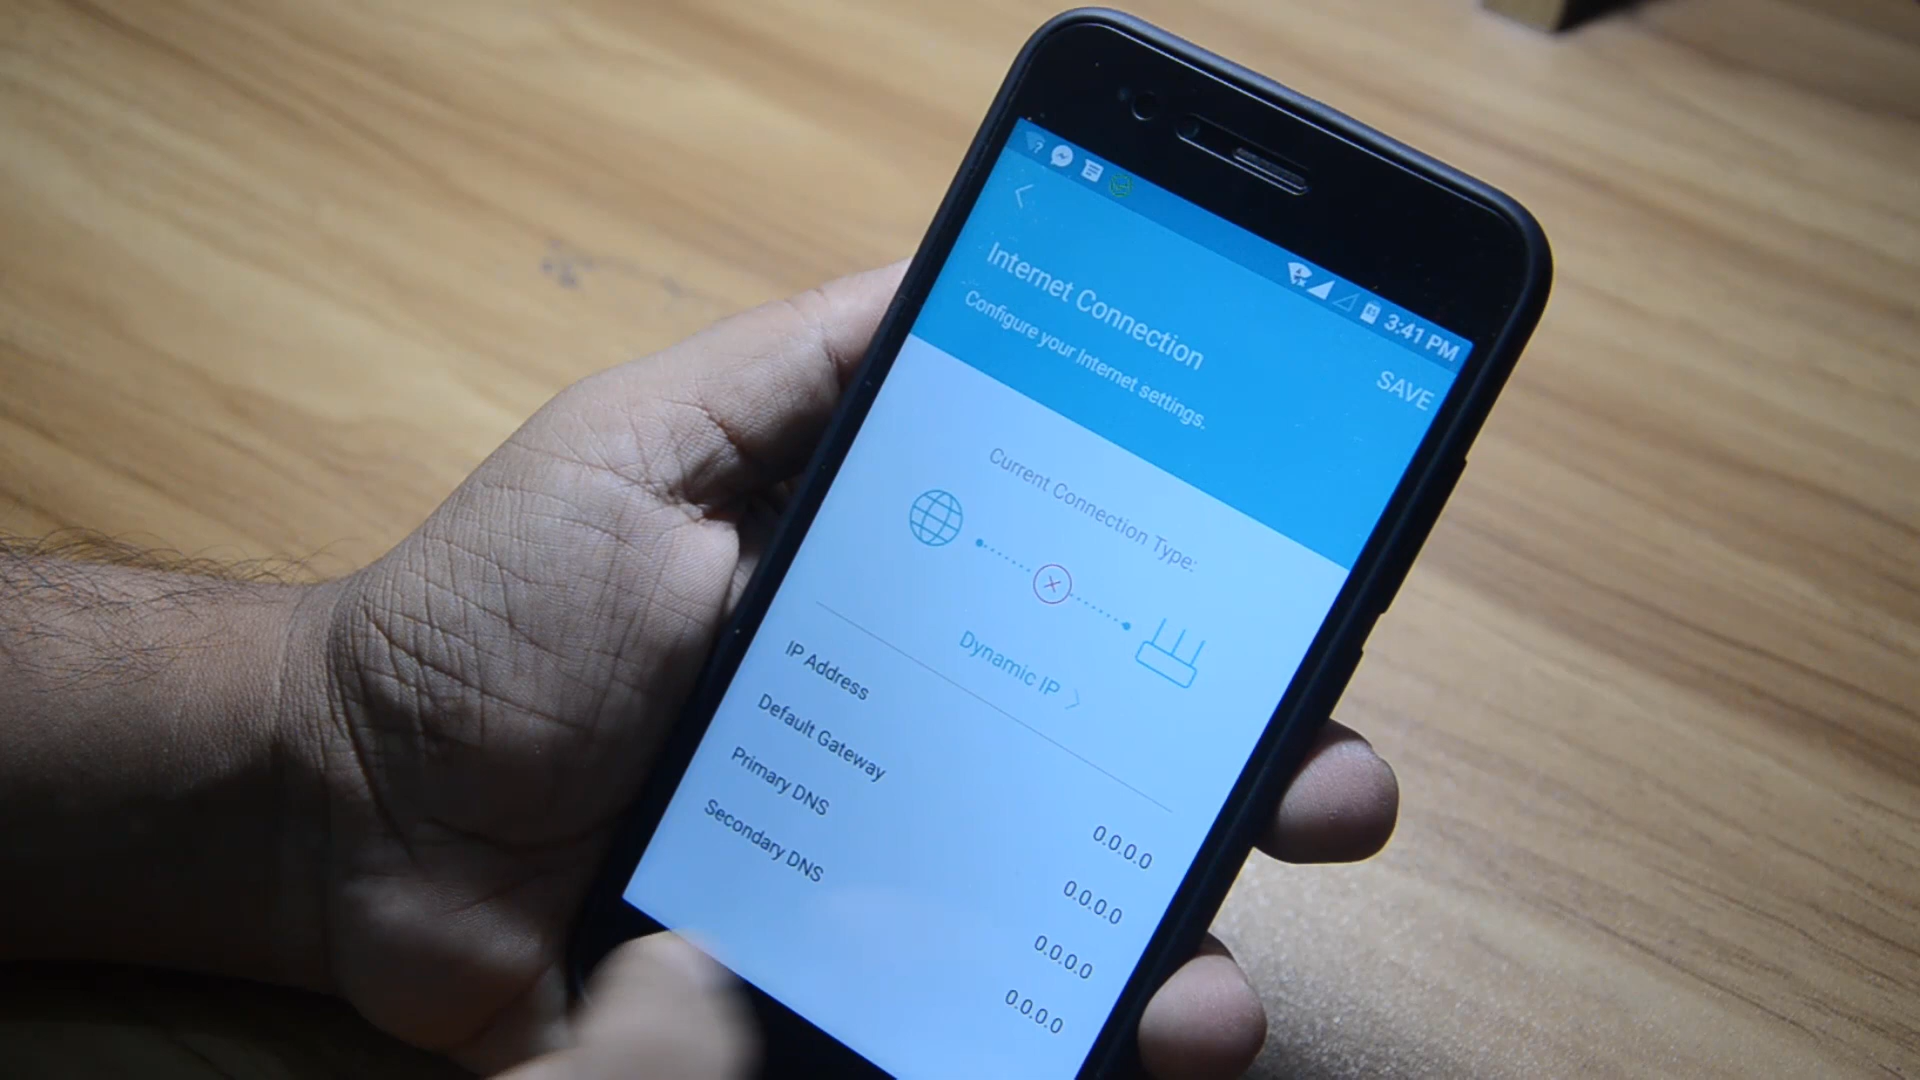 3:41 PM
Internet Connection
SAVE
Configure your Internet settings.
Current Connection Type:
Dynamic IP
IP Address
0.0.0.0
Default Gateway
0.0.0.0
Primary DNS
0.0.0.0
Secondary DNS
0.0.0.0